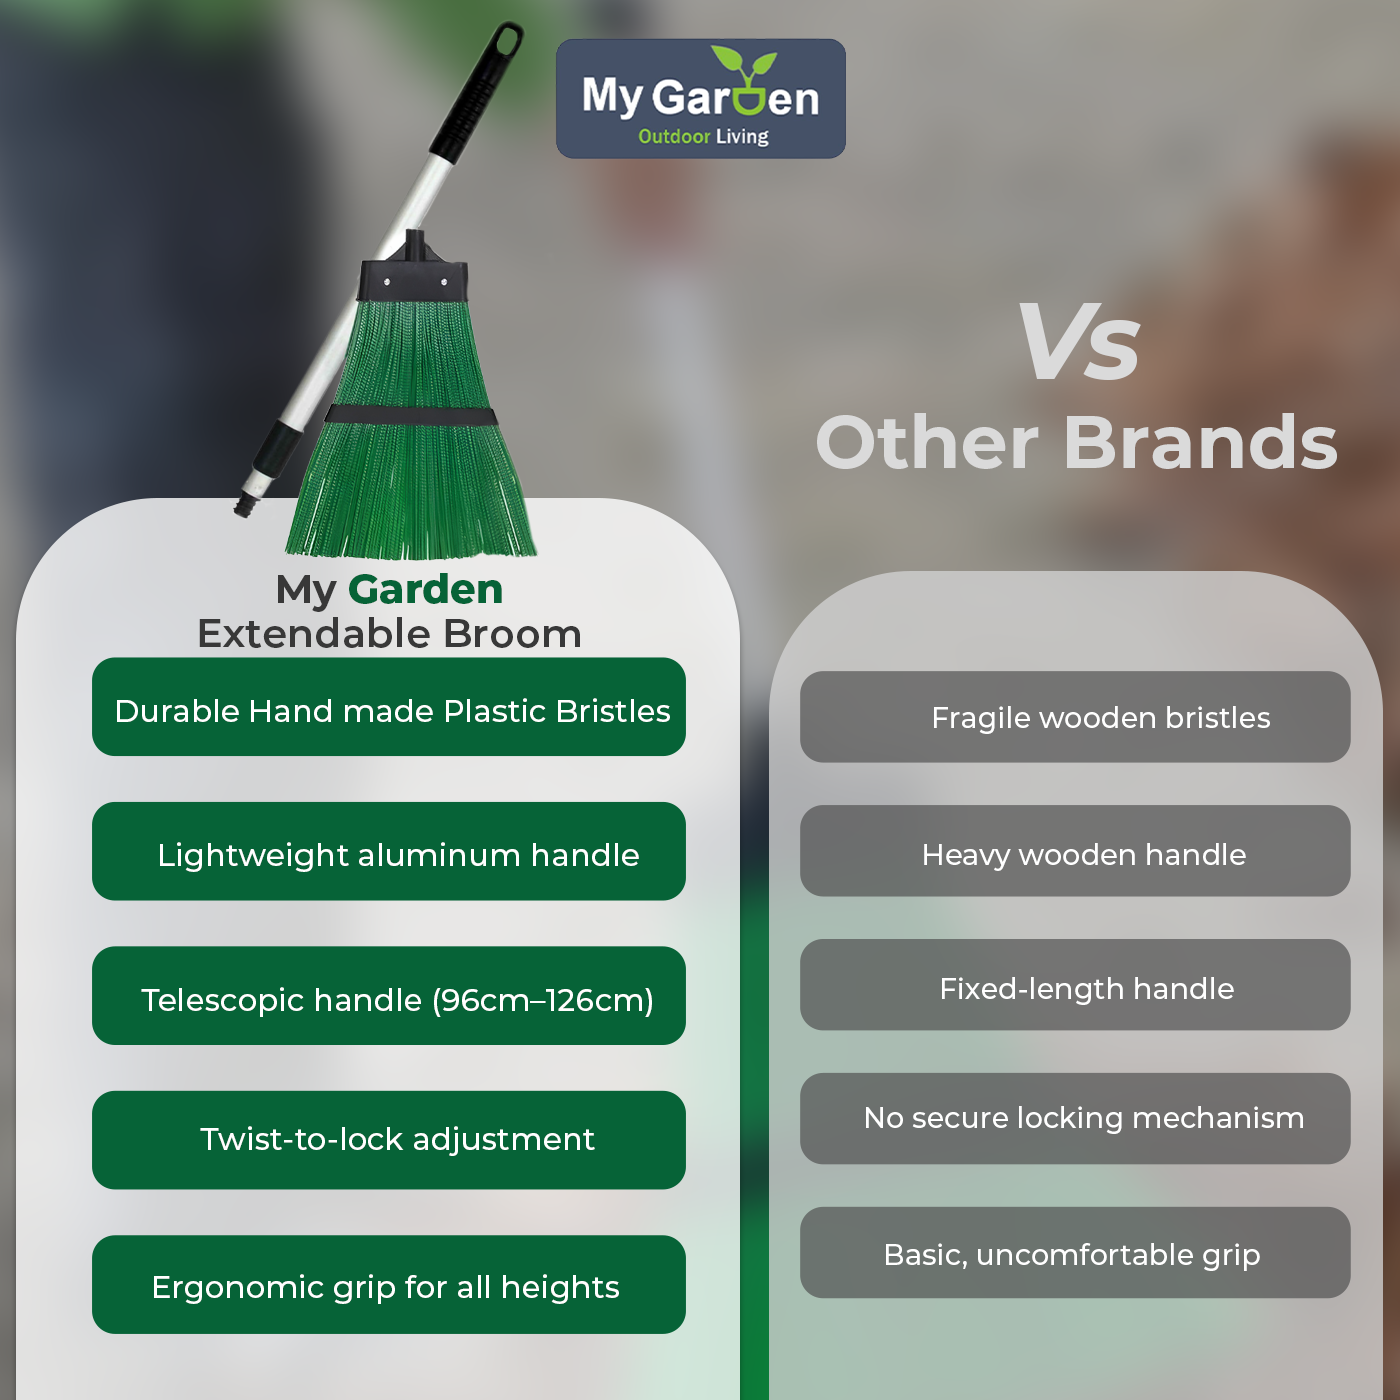 My Garden
Outdoor Living
Vs
Other Brands
My Garden
Extendable Broom
Durable Hand made Plastic Bristles
Lightweight aluminum handle
Telescopic handle (96cm–126cm)
Twist-to-lock adjustment
Ergonomic grip for all heights
Fragile wooden bristles
Heavy wooden handle
Fixed-length handle
No secure locking mechanism
Basic, uncomfortable grip